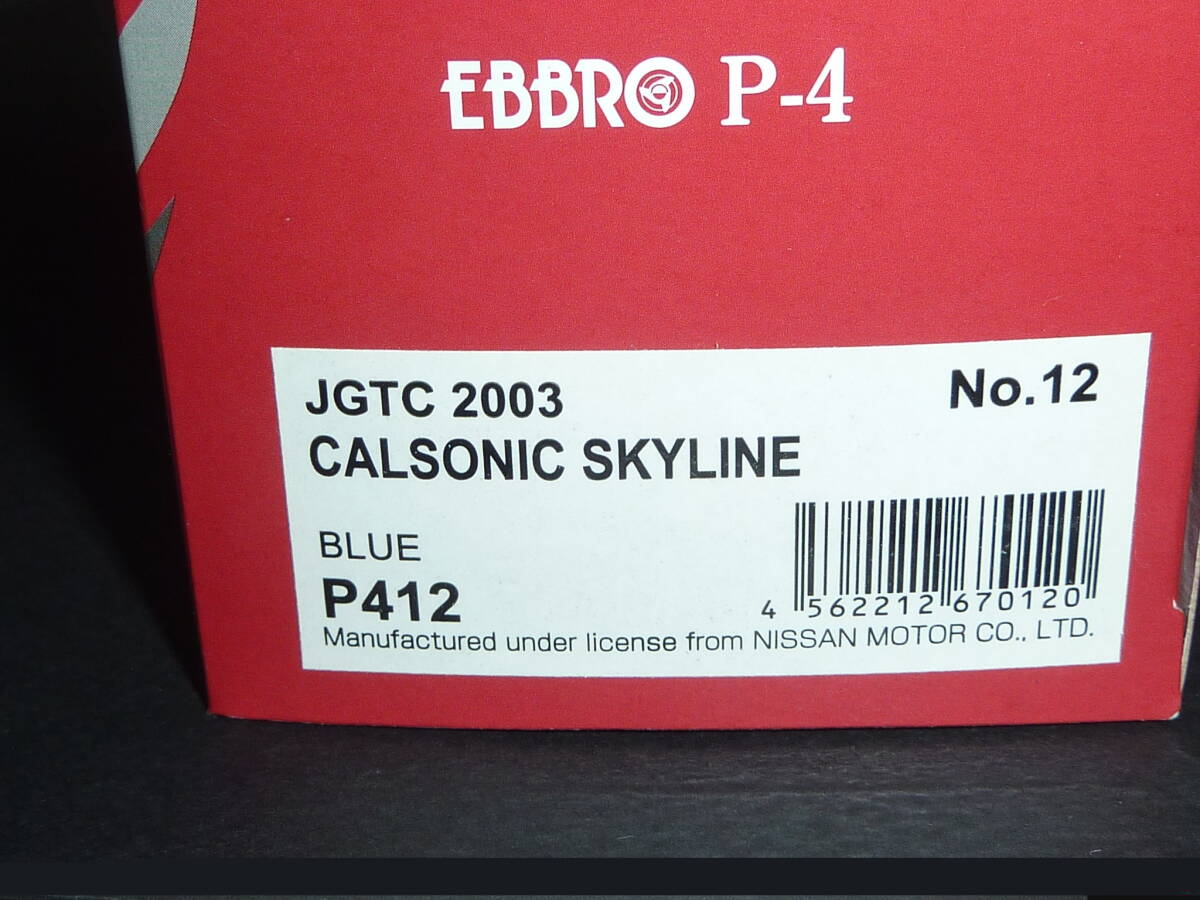 EBBRO P-4
JGTC 2003
No.12
CALSONIC SKYLINE
BLUE
P412
4 562212 670120
Manufactured under license from NISSAN MOTOR CO., LTD.